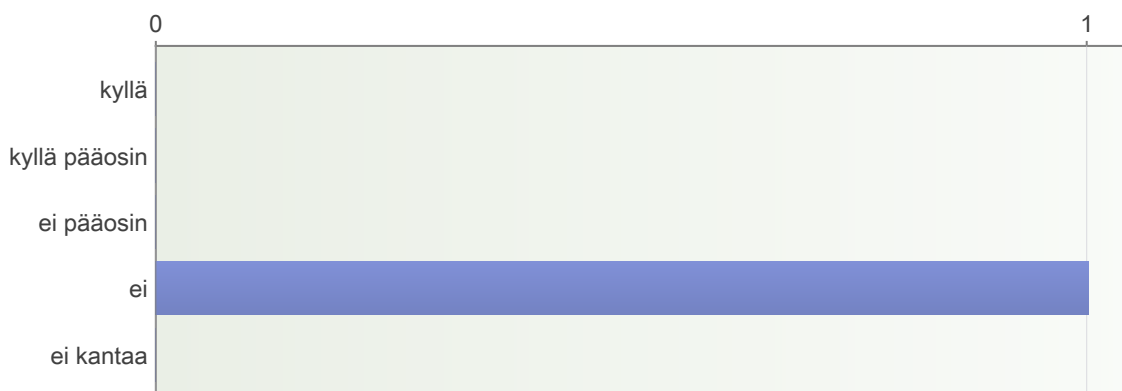 0 1
kyllä
kyllä pääosin
ei pääosin
ei
ei kantaa